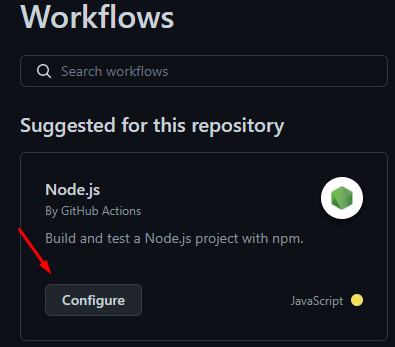 Workflows
Search workflows
Suggested for this repository
Node.js
By GitHub Actions
Build and test a Node.js project with npm.
Configure
JavaScript